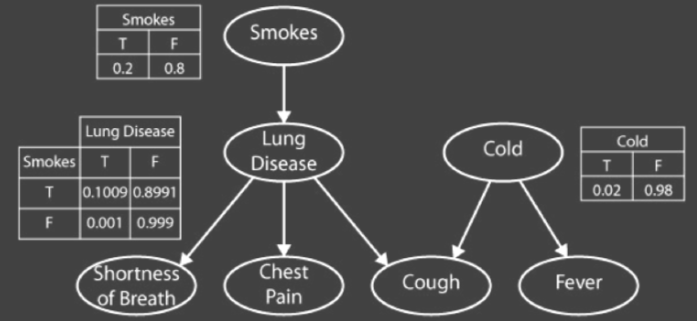 Smokes
T F
0.2 0.8
Smokes
Lung Disease
Smokes T F
T 0.1009 0.8991
F 0.001 0.999
Lung
Disease
Cold
Cold
T F
0.02 0.98
Shortness
of Breath
Chest
Pain
Cough
Fever